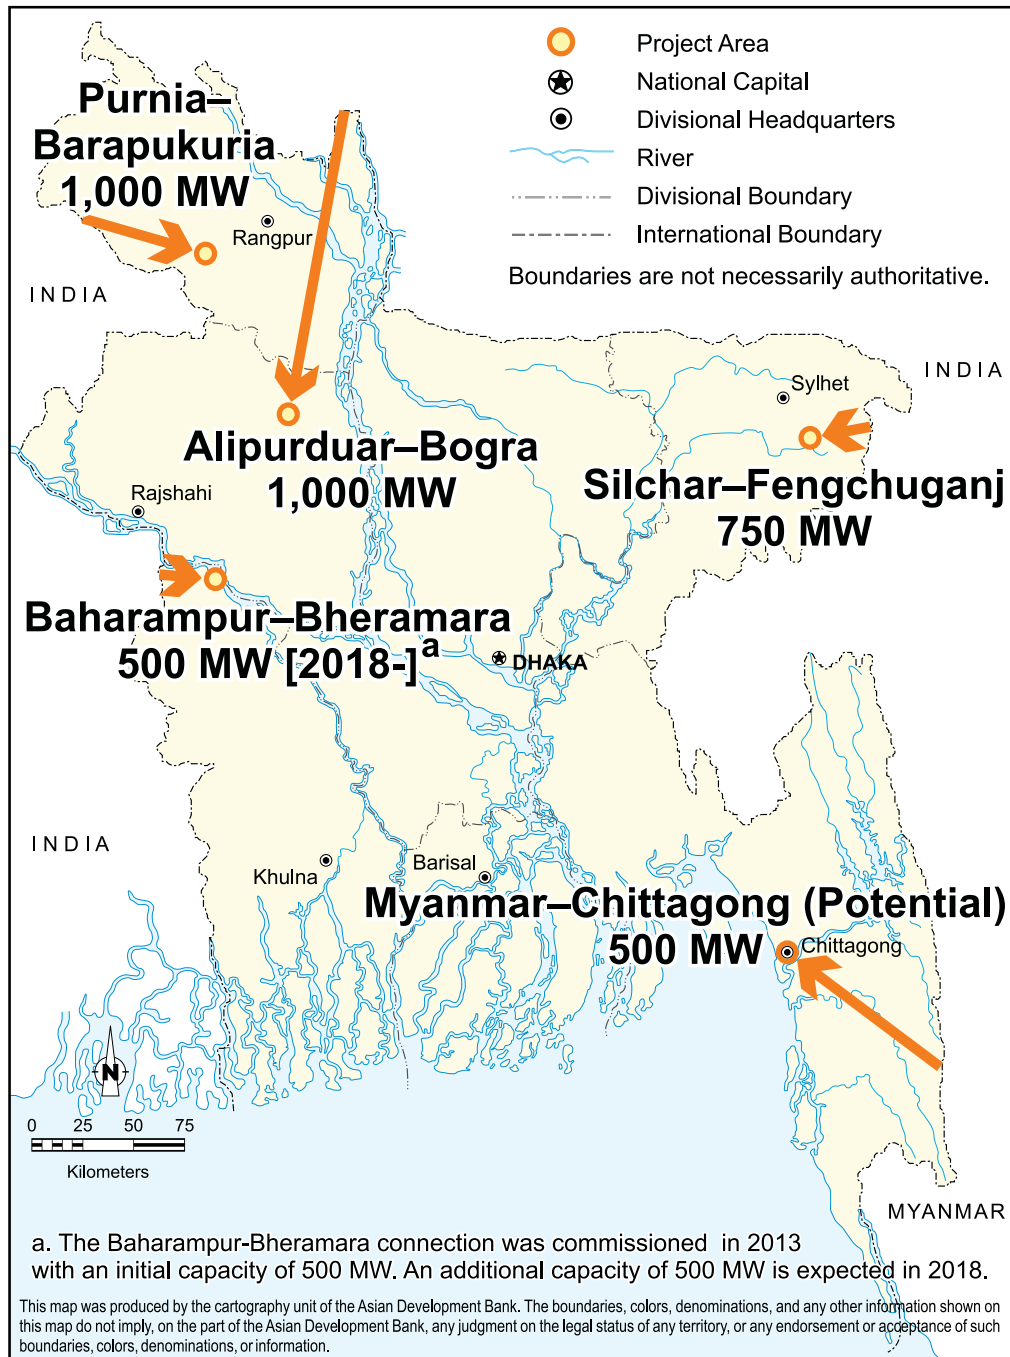 Project Area
National Capital
Divisional Headquarters
River
Divisional Boundary
International Boundary
Boundaries are not necessarily authoritative.
Purnia–
Barapukuria
1,000 MW
Rangpur
INDIA
INDIA
Sylhet
Alipurduar–Bogra
1,000 MW
Silchar–Fengchuganj
750 MW
Rajshahi
Baharampur–Bheramara
500 MW [2018-]a
DHAKA
INDIA
Khulna
Barisal
Myanmar–Chittagong (Potential)
500 MW
Chittagong
N
0 25 50 75
Kilometers
MYANMAR
a. The Baharampur-Bheramara connection was commissioned in 2013
with an initial capacity of 500 MW. An additional capacity of 500 MW is expected in 2018.
This map was produced by the cartography unit of the Asian Development Bank. The boundaries, colors, denominations, and any other information shown on
this map do not imply, on the part of the Asian Development Bank, any judgment on the legal status of any territory, or any endorsement or acceptance of such
boundaries, colors, denominations, or information.